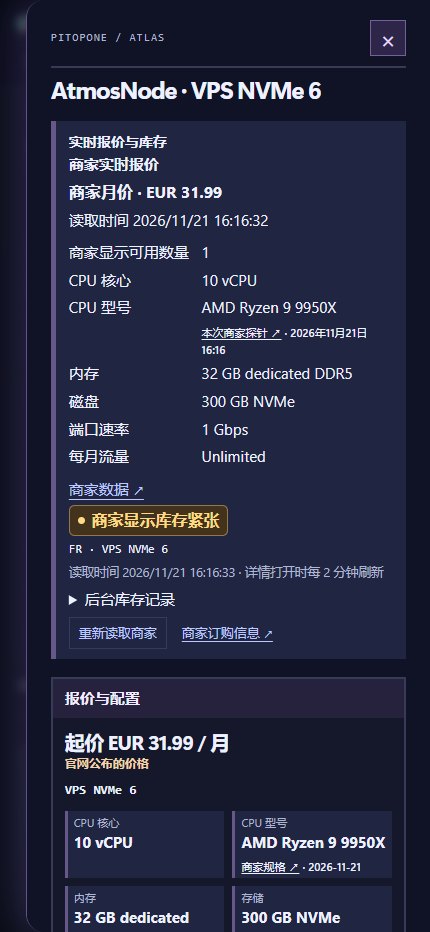 PITOPONE / ATLAS
×
AtmosNode · VPS NVMe 6
实时报价与库存
商家实时报价
商家月价 · EUR 31.99
读取时间 2026/11/21 16:16:32
商家显示可用数量 1
CPU 核心 10 vCPU
CPU 型号 AMD Ryzen 9 9950X
本次商家探针 ↗ · 2026年11月21日
16:16
内存 32 GB dedicated DDR5
磁盘 300 GB NVMe
端口速率 1 Gbps
每月流量 Unlimited
商家数据 ↗
● 商家显示库存紧张
FR · VPS NVMe 6
读取时间 2026/11/21 16:16:33 · 详情打开时每 2 分钟刷新
▶ 后台库存记录
重新读取商家 商家订购信息 ↗
报价与配置
起价 EUR 31.99 / 月
官网公布的价格
VPS NVMe 6
CPU 核心
10 vCPU
CPU 型号
AMD Ryzen 9 9950X
商家规格 ↗ · 2026-11-21
内存
32 GB dedicated
存储
300 GB NVMe